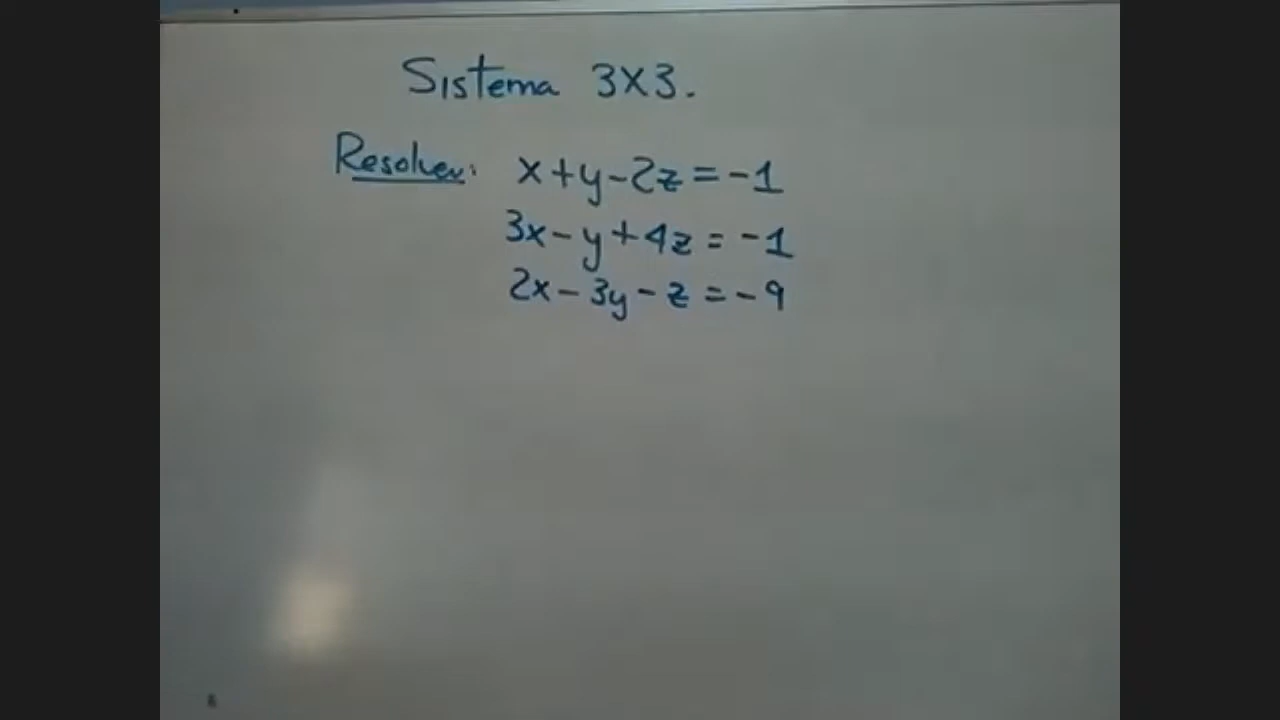 Sistema 3X3.
Resolver: x+y-2z=-1
3x-y+4z=-1
2x-3y-z=-9